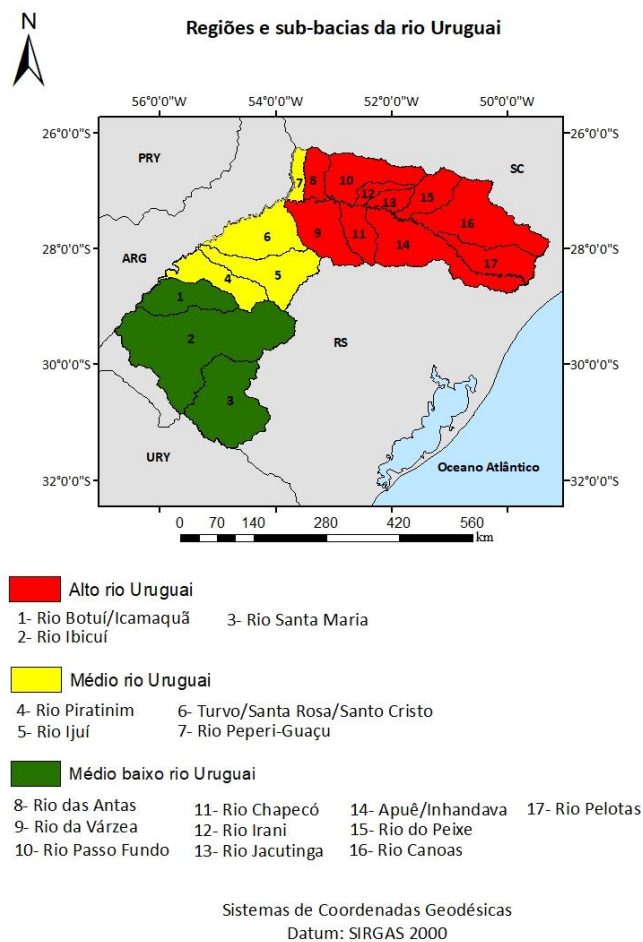 N
Regiões e sub-bacias da rio Uruguai
56°0'0"W 54°0'0"W 52°0'0"W 50°0'0"W
26°0'0"S 26°0'0"S
PRY SC
7 8 10 15
12
13
16
6 9 11 14
28°0'0"S 28°0'0"S
ARG 5 17
4
1
RS
2
30°0'0"S 30°0'0"S
3
URY Oceano Atlântico
32°0'0"S 32°0'0"S
0 70 140 280 420 560
km
Alto rio Uruguai
1- Rio Botuí/Icamaquã 3- Rio Santa Maria
2- Rio Ibicuí
Médio rio Uruguai
4- Rio Piratinim 6- Turvo/Santa Rosa/Santo Cristo
5- Rio Ijuí 7- Rio Peperi-Guaçu
Médio baixo rio Uruguai
8- Rio das Antas 11- Rio Chapecó 14- Apuê/Inhandava 17- Rio Pelotas
9- Rio da Várzea 12- Rio Irani 15- Rio do Peixe
10- Rio Passo Fundo 13- Rio Jacutinga 16- Rio Canoas
Sistemas de Coordenadas Geodésicas
Datum: SIRGAS 2000